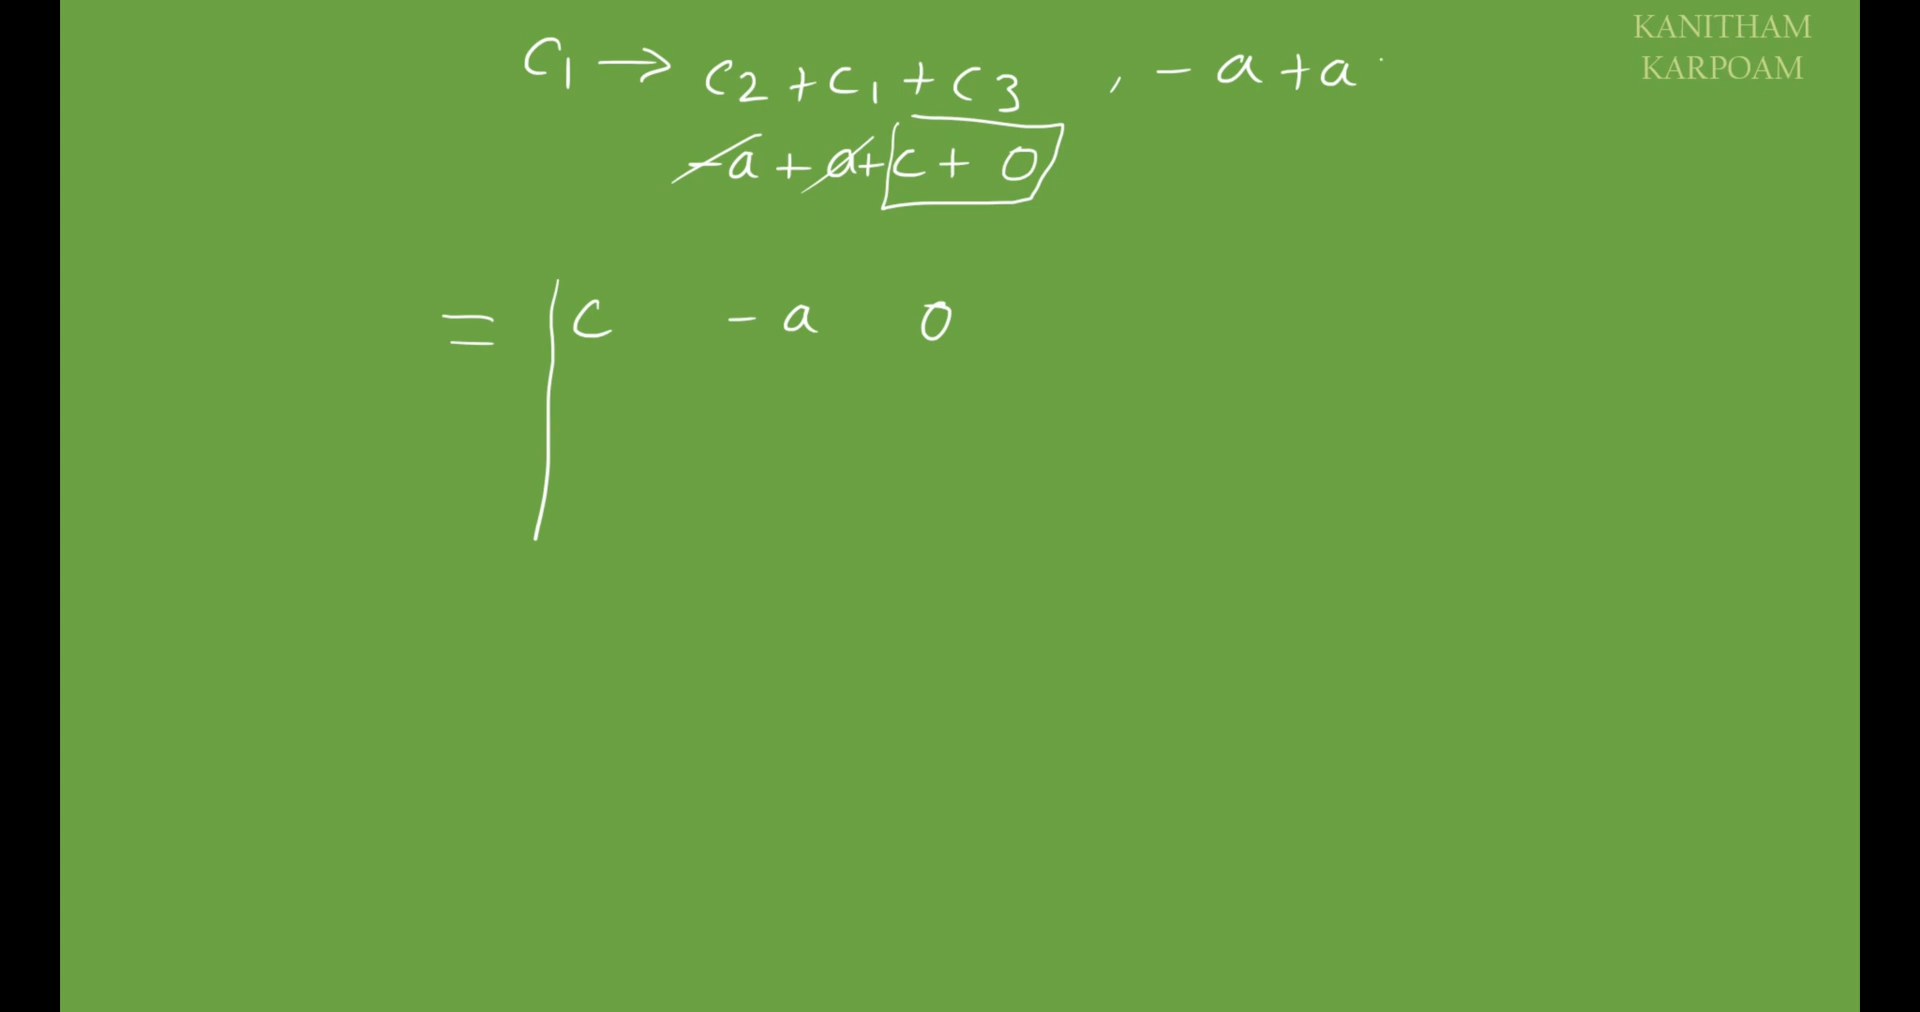 KANITHAM
KARPOAM
C₁ → C₂ + C₁ + C₃ , - a + a
-a + a + c + 0
= | c - a 0